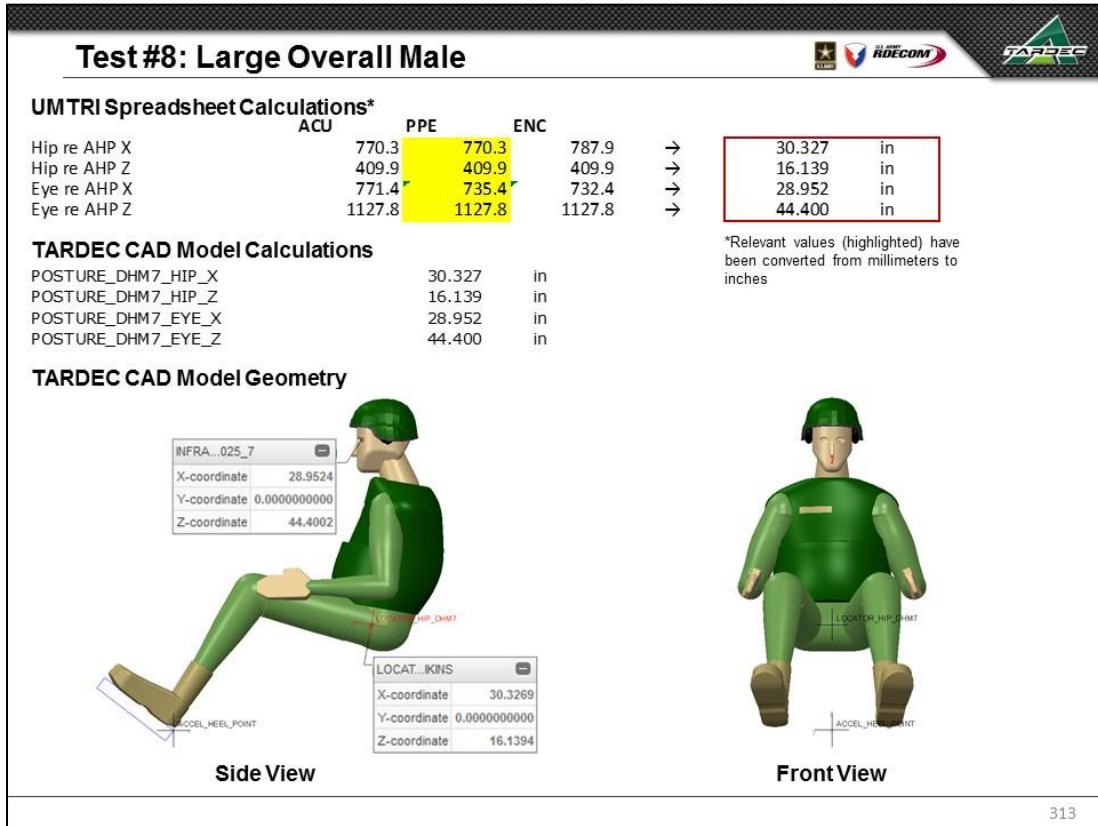 Test #8: Large Overall Male
U.S. ARMY
U.S. ARMY RDECOM
TARDEC
UMTRI Spreadsheet Calculations*
ACU PPE ENC
Hip re AHP X 770.3 770.3 787.9 → 30.327 in
Hip re AHP Z 409.9 409.9 409.9 → 16.139 in
Eye re AHP X 771.4 735.4 732.4 → 28.952 in
Eye re AHP Z 1127.8 1127.8 1127.8 → 44.400 in
*Relevant values (highlighted) have
been converted from millimeters to
inches
TARDEC CAD Model Calculations
POSTURE_DHM7_HIP_X 30.327 in
POSTURE_DHM7_HIP_Z 16.139 in
POSTURE_DHM7_EYE_X 28.952 in
POSTURE_DHM7_EYE_Z 44.400 in
TARDEC CAD Model Geometry
INFRA...025_7
X-coordinate 28.9524
Y-coordinate 0.0000000000
Z-coordinate 44.4002
HIP_DHM7
LOCAT...IKINS
X-coordinate 30.3269
Y-coordinate 0.0000000000
Z-coordinate 16.1394
ACCEL_HEEL_POINT
LOCATOR_HIP_DHM7
ACCEL_HEEL_POINT
Side View
Front View
313